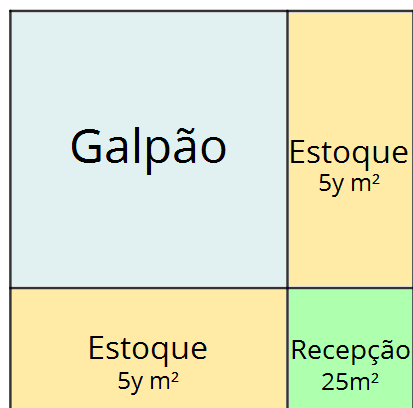 Galpão
Estoque
5y m²
Estoque
5y m²
Recepção
25m²